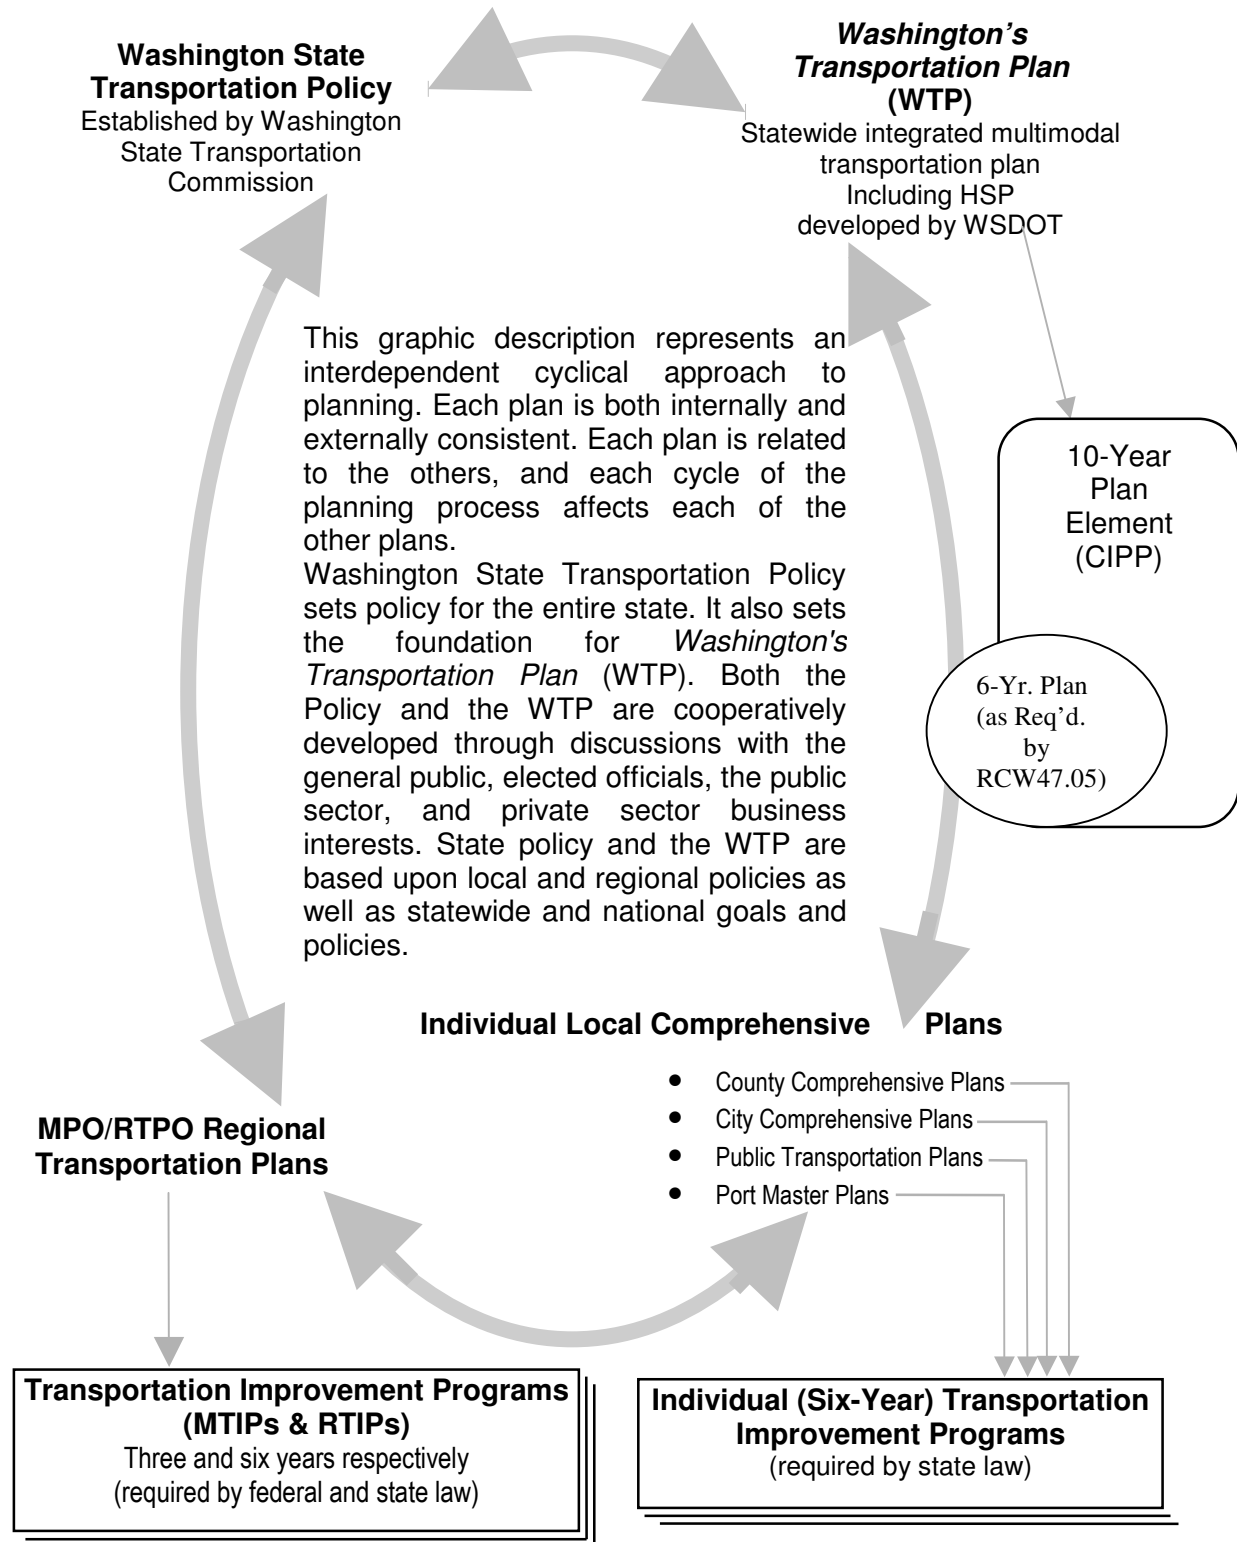 Washington State
Transportation Policy
Established by Washington
State Transportation
Commission
Washington's
Transportation Plan
(WTP)
Statewide integrated multimodal
transportation plan
Including HSP
developed by WSDOT
This graphic description represents an
interdependent cyclical approach to
planning. Each plan is both internally and
externally consistent. Each plan is related
to the others, and each cycle of the
planning process affects each of the
other plans.
Washington State Transportation Policy
sets policy for the entire state. It also sets
the foundation for Washington's
Transportation Plan (WTP). Both the
Policy and the WTP are cooperatively
developed through discussions with the
general public, elected officials, the public
sector, and private sector business
interests. State policy and the WTP are
based upon local and regional policies as
well as statewide and national goals and
policies.
10-Year
Plan
Element
(CIPP)
6-Yr. Plan
(as Req'd.
by
RCW47.05)
Individual Local Comprehensive Plans
• County Comprehensive Plans
• City Comprehensive Plans
• Public Transportation Plans
• Port Master Plans
MPO/RTPO Regional
Transportation Plans
Transportation Improvement Programs
(MTIPs & RTIPs)
Three and six years respectively
(required by federal and state law)
Individual (Six-Year) Transportation
Improvement Programs
(required by state law)